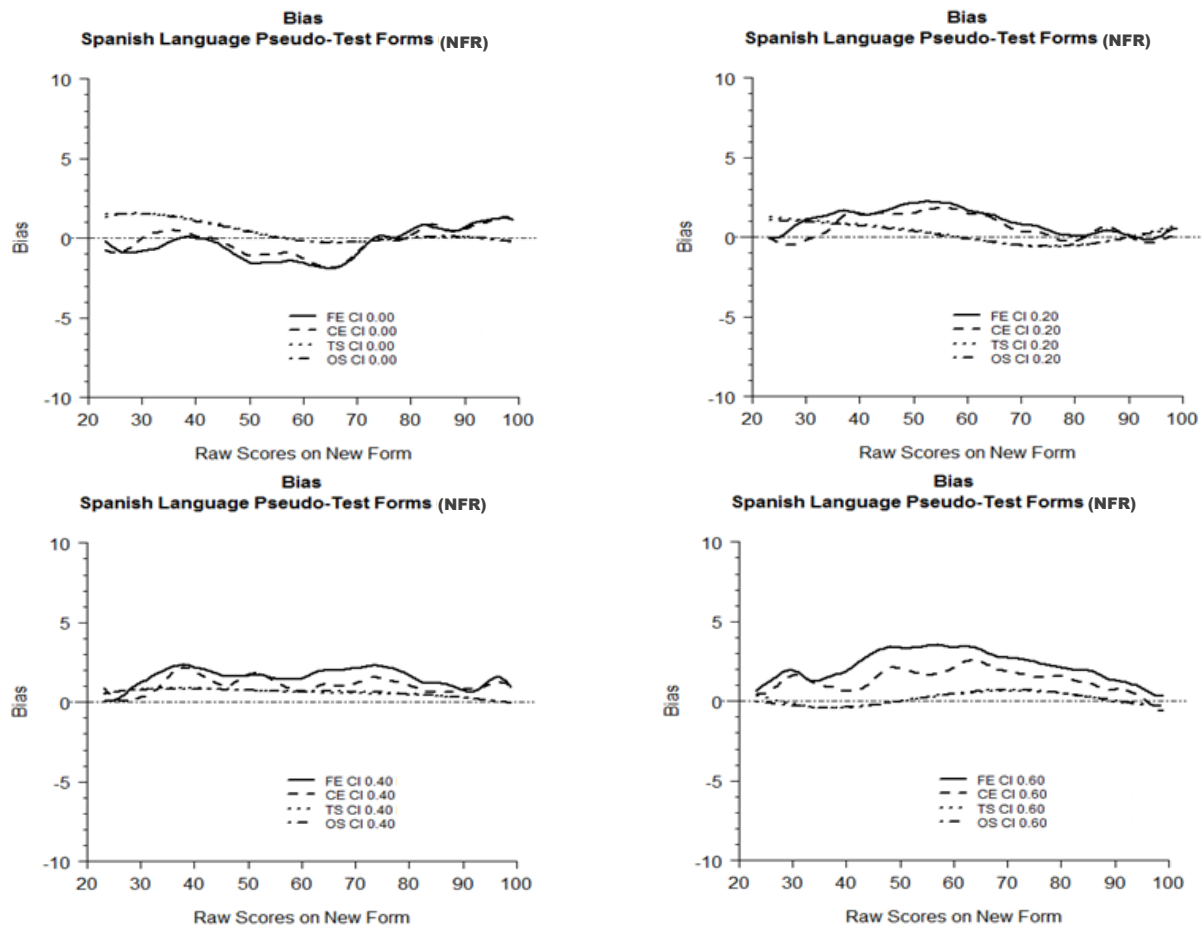 Bias
Spanish Language Pseudo-Test Forms (NFR)
10
5
0
-5
-10
Bias
FE CI 0.00
CE CI 0.00
TS CI 0.00
OS CI 0.00
20 30 40 50 60 70 80 90 100
Raw Scores on New Form
Bias
Spanish Language Pseudo-Test Forms (NFR)
10
5
0
-5
-10
Bias
FE CI 0.20
CE CI 0.20
TS CI 0.20
OS CI 0.20
20 30 40 50 60 70 80 90 100
Raw Scores on New Form
Bias
Spanish Language Pseudo-Test Forms (NFR)
10
5
0
-5
-10
Bias
FE CI 0.40
CE CI 0.40
TS CI 0.40
OS CI 0.40
20 30 40 50 60 70 80 90 100
Raw Scores on New Form
Bias
Spanish Language Pseudo-Test Forms (NFR)
10
5
0
-5
-10
Bias
FE CI 0.60
CE CI 0.60
TS CI 0.60
OS CI 0.60
20 30 40 50 60 70 80 90 100
Raw Scores on New Form